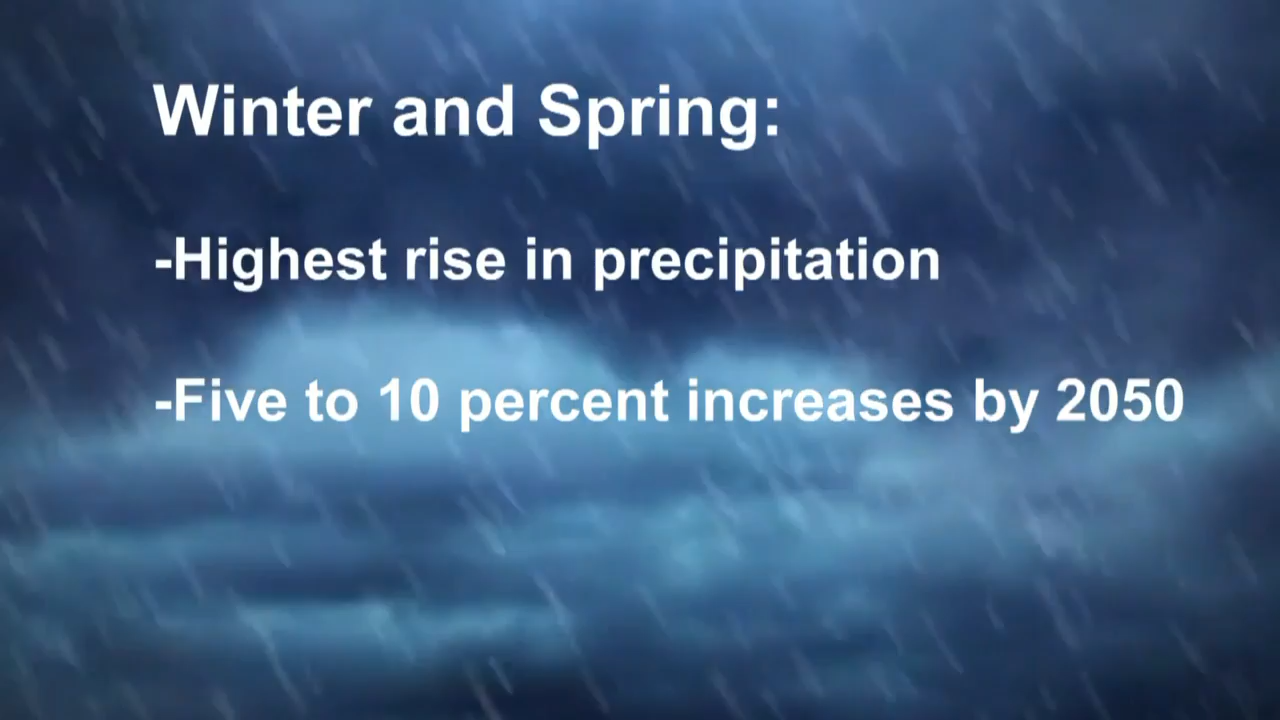 Winter and Spring:
-Highest rise in precipitation
-Five to 10 percent increases by 2050